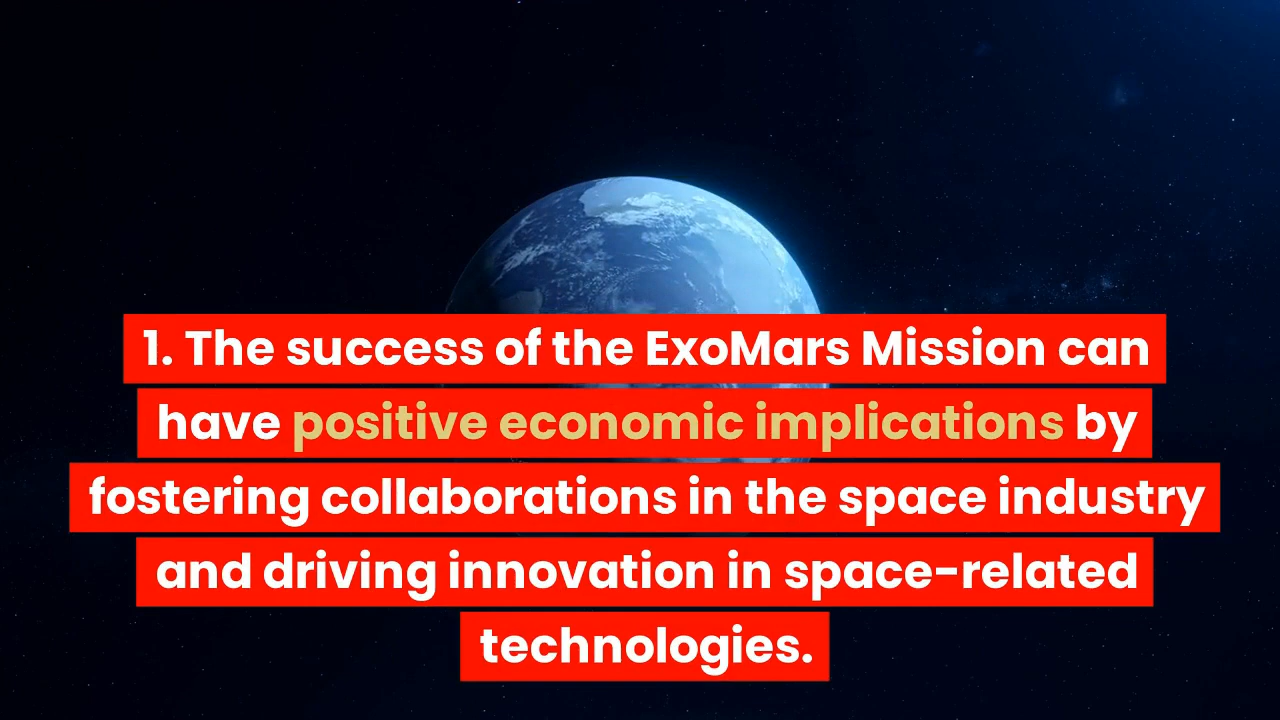 1. The success of the ExoMars Mission can
have positive economic implications by
fostering collaborations in the space industry
and driving innovation in space-related
technologies.